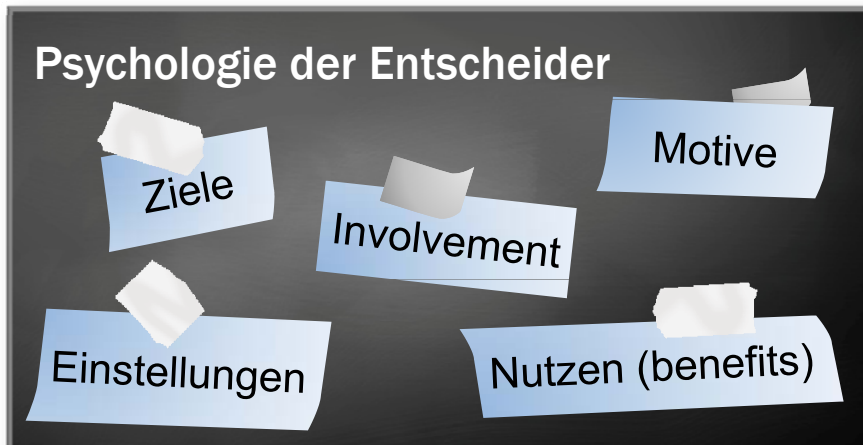 Psychologie der Entscheider
Ziele
Motive
Involvement
Einstellungen
Nutzen (benefits)